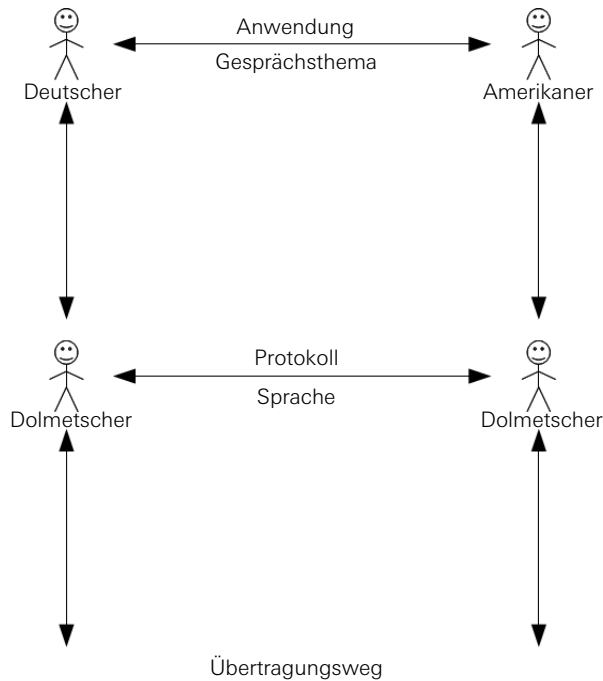 Anwendung
Gesprächsthema
Deutscher
Amerikaner
Protokoll
Sprache
Dolmetscher
Dolmetscher
Übertragungsweg